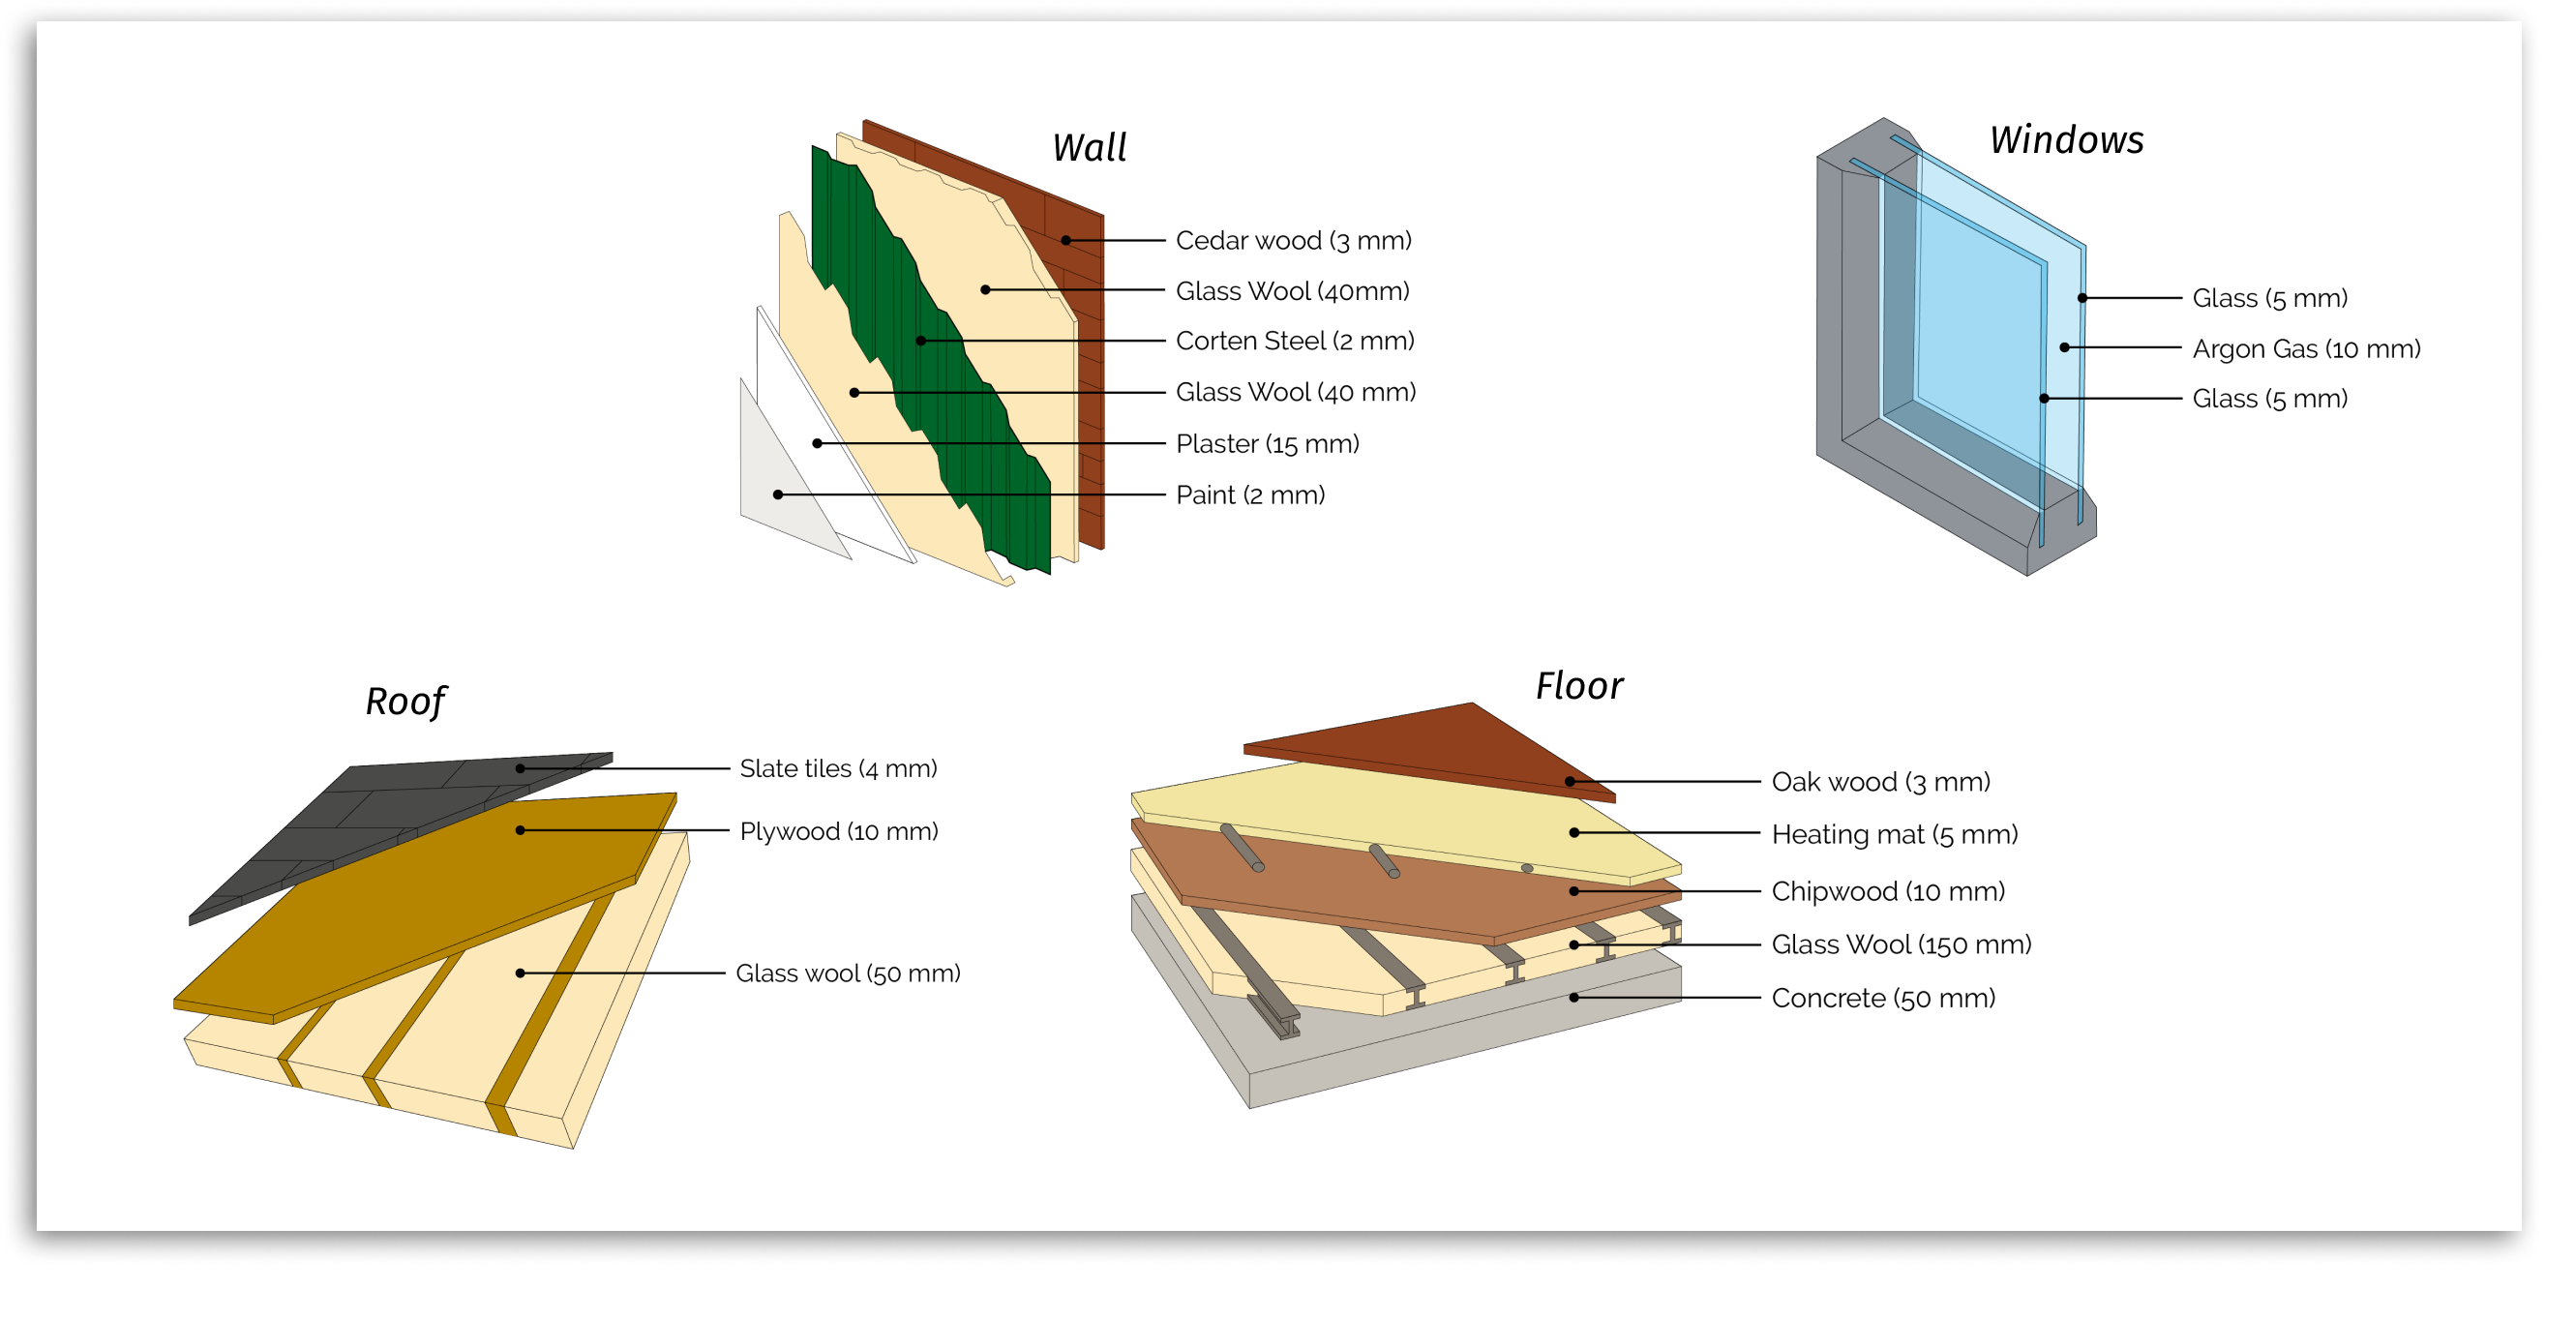 Wall
Cedar wood (3 mm)
Glass Wool (40mm)
Corten Steel (2 mm)
Glass Wool (40 mm)
Plaster (15 mm)
Paint (2 mm)
Windows
Glass (5 mm)
Argon Gas (10 mm)
Glass (5 mm)
Roof
Slate tiles (4 mm)
Plywood (10 mm)
Glass wool (50 mm)
Floor
Oak wood (3 mm)
Heating mat (5 mm)
Chipwood (10 mm)
Glass Wool (150 mm)
Concrete (50 mm)